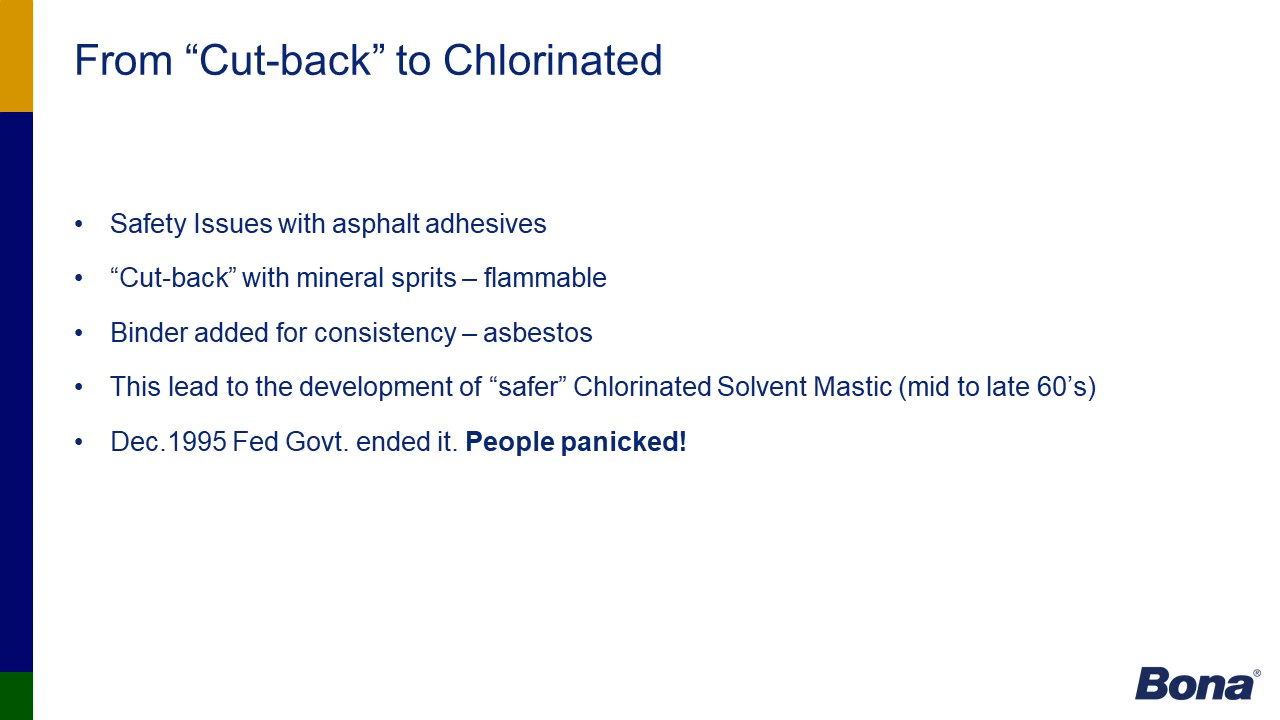 From “Cut-back” to Chlorinated
• Safety Issues with asphalt adhesives
• “Cut-back” with mineral sprits – flammable
• Binder added for consistency – asbestos
• This lead to the development of “safer” Chlorinated Solvent Mastic (mid to late 60’s)
• Dec.1995 Fed Govt. ended it. People panicked!
Bona®